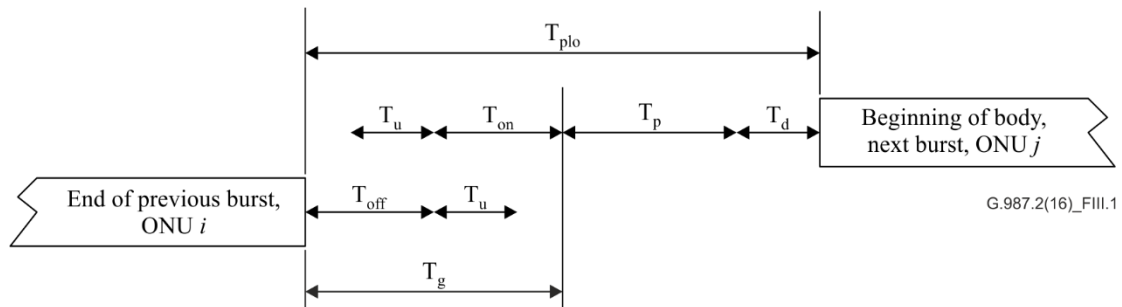 T_plo
T_u T_on T_p T_d
Beginning of body,
next burst, ONU j
End of previous burst,
ONU i
T_off T_u
G.987.2(16)_FIII.1
T_g